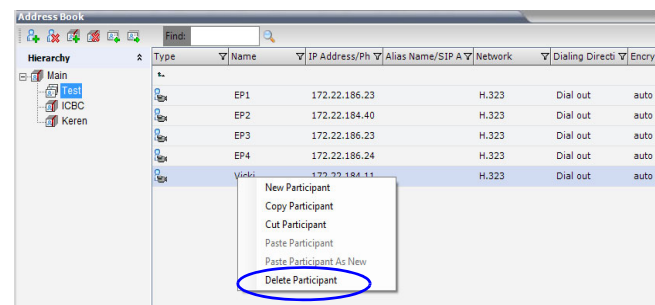 Address Book
Find:
Hierarchy
Main
Test
ICBC
Keren
Type Name IP Address/Ph Alias Name/SIP A Network Dialing Directi Encry
EP1 172.22.186.23 H.323 Dial out auto
EP2 172.22.184.40 H.323 Dial out auto
EP3 172.22.186.23 H.323 Dial out auto
EP4 172.22.186.24 H.323 Dial out auto
Vicki 172.22.184.11 H.323 Dial out auto
New Participant
Copy Participant
Cut Participant
Paste Participant
Paste Participant As New
Delete Participant